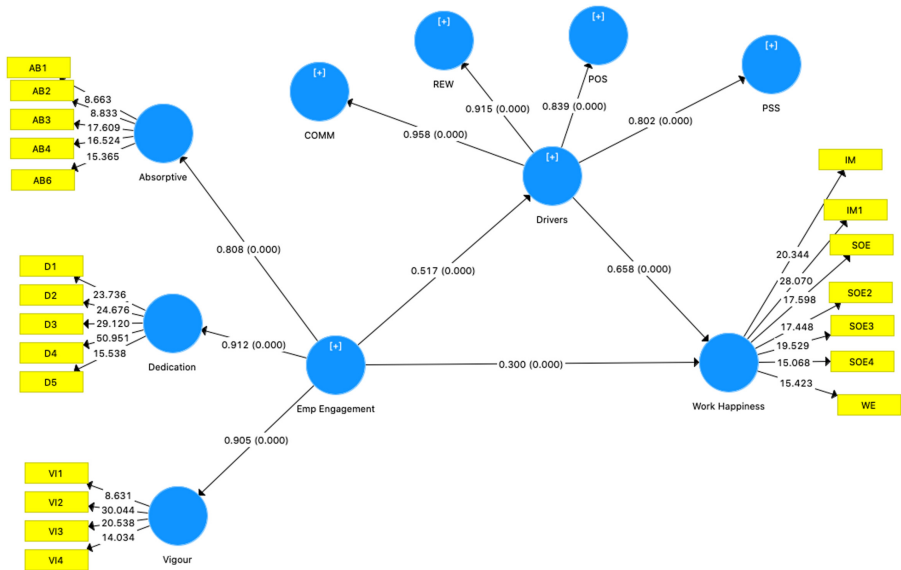 [+]
[+]
[+]
[+]
REW
POS
PSS
COMM
AB1
AB2
AB3
AB4
AB6
8.663
8.833
17.609
16.524
15.365
Absorptive
0.958 (0.000)
0.915 (0.000)
0.839 (0.000)
0.802 (0.000)
[+]
Drivers
IM
IM1
SOE
SOE2
SOE3
SOE4
WE
20.344
28.070
17.598
17.448
19.529
15.068
15.423
Work Happiness
0.808 (0.000)
0.517 (0.000)
0.658 (0.000)
D1
D2
D3
D4
D5
23.736
24.676
29.120
50.951
15.538
Dedication
0.912 (0.000)
[+]
Emp Engagement
0.300 (0.000)
0.905 (0.000)
VI1
VI2
VI3
VI4
8.631
30.044
20.538
14.034
Vigour